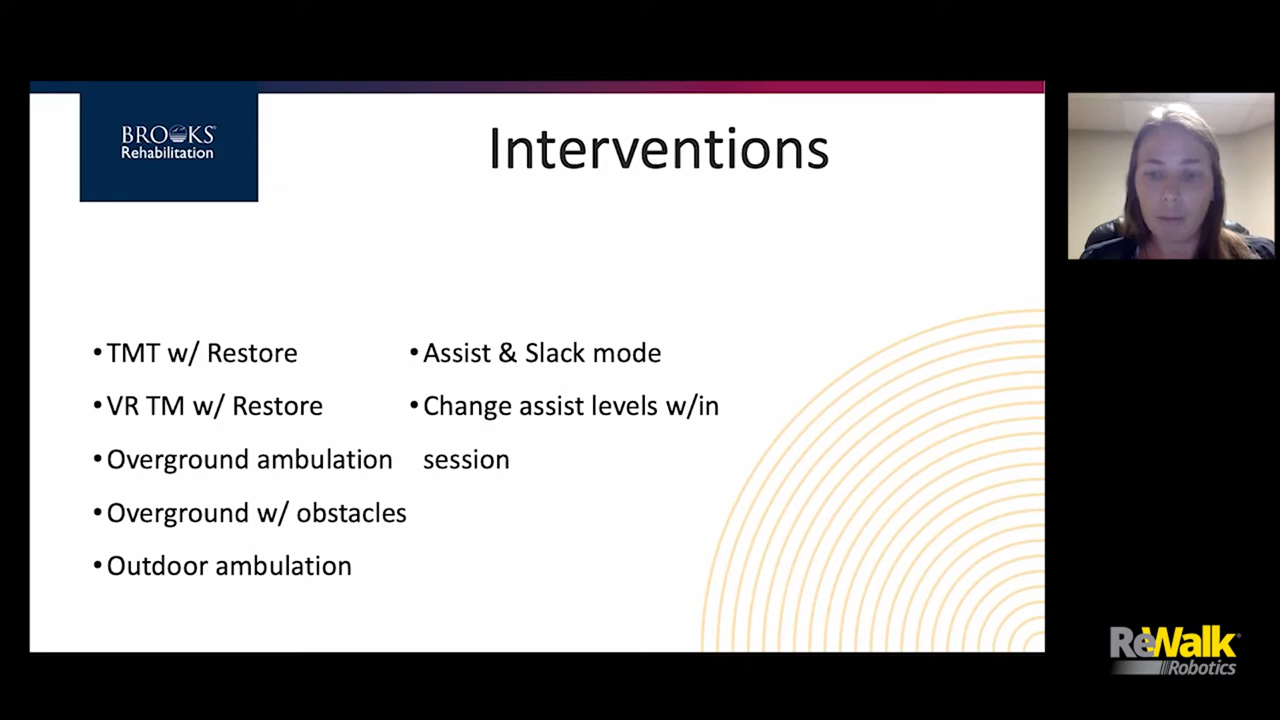 BROOKS
Rehabilitation
Interventions
•TMT w/ Restore
•VR TM w/ Restore
•Overground ambulation
•Overground w/ obstacles
•Outdoor ambulation
•Assist & Slack mode
•Change assist levels w/in
session
ReWalk
Robotics